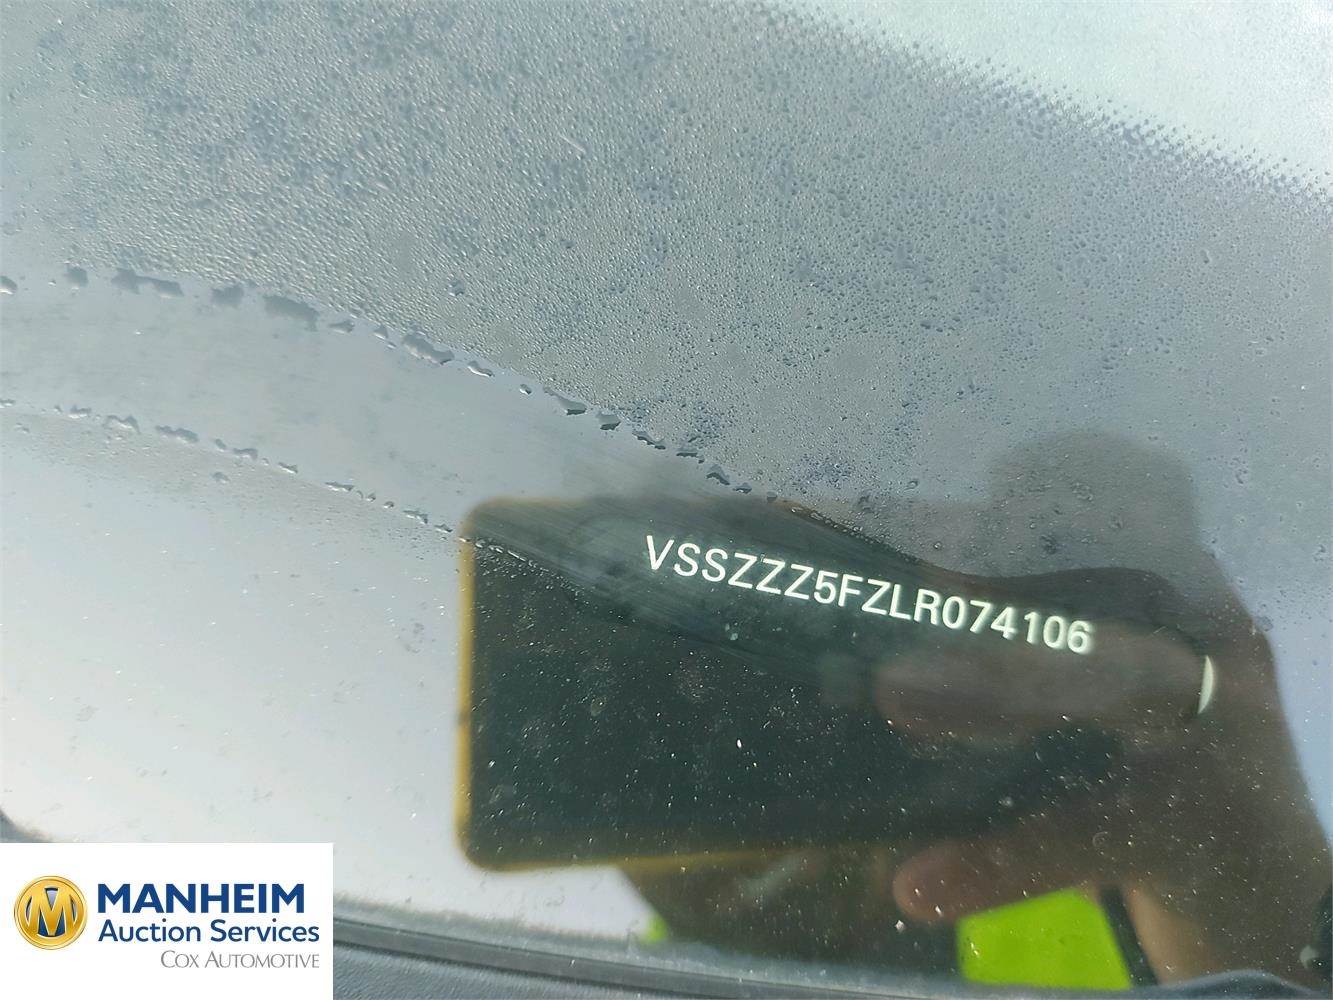 VSSZZZ5FZLR074106
MANHEIM
Auction Services
COX AUTOMOTIVE